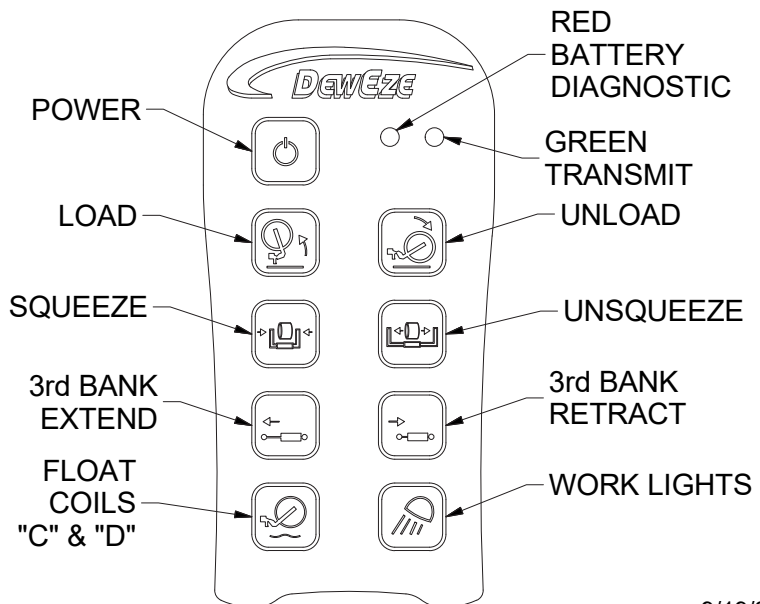 RED
BATTERY
DIAGNOSTIC
DEWEZE
POWER
GREEN
TRANSMIT
LOAD
UNLOAD
SQUEEZE
UNSQUEEZE
3rd BANK
EXTEND
3rd BANK
RETRACT
FLOAT
COILS
"C" & "D"
WORK LIGHTS